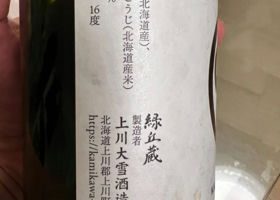 北海道産)、
うじ(北海道産米)
16度
緑丘蔵
製造者
上川大雪酒造
北海道上川郡上川町
https://kamikawa-